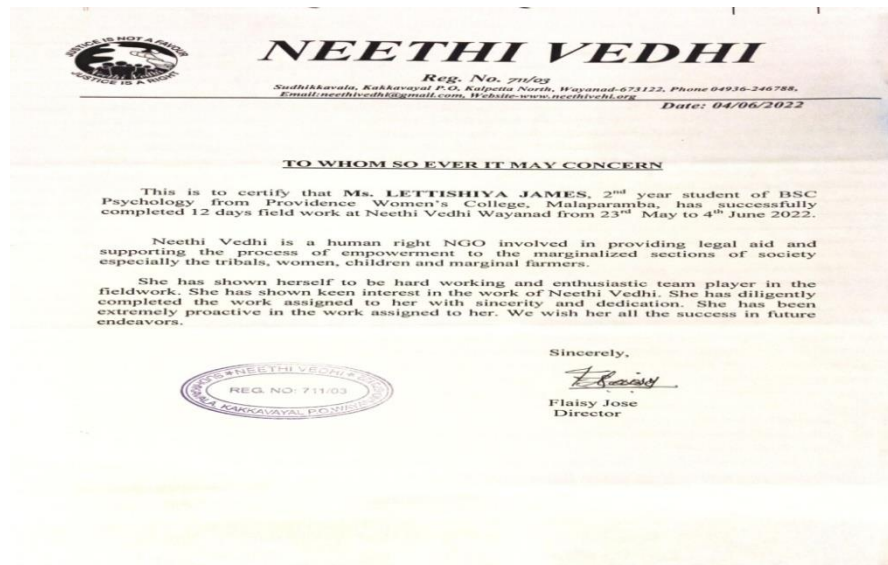 JUSTICE IS NOT A FAVOUR
JUSTICE IS A RIGHT
NEETHI VEDHI
Reg. No. 711/03
Sudhikkavala, Kakkavayal P.O, Kalpetta North, Wayanad-673122, Phone 04936-246788,
Email:neethivedhi@gmail.com, Website-www.neethivehi.org
Date: 04/06/2022
TO WHOM SO EVER IT MAY CONCERN
This is to certify that Ms. LETTISHIYA JAMES, 2nd year student of BSC
Psychology from Providence Women's College, Malaparamba, has successfully
completed 12 days field work at Neethi Vedhi Wayanad from 23rd May to 4th June 2022.
Neethi Vedhi is a human right NGO involved in providing legal aid and
supporting the process of empowerment to the marginalized sections of society
especially the tribals, women, children and marginal farmers.
She has shown herself to be hard working and enthusiastic team player in the
fieldwork. She has shown keen interest in the work of Neethi Vedhi. She has diligently
completed the work assigned to her with sincerity and dedication. She has been
extremely proactive in the work assigned to her. We wish her all the success in future
endeavors.
Sincerely,
NEETHI VEDHI
REG. NO: 711/03
KAKKAVAYAL P.O
Flaisy Jose
Director